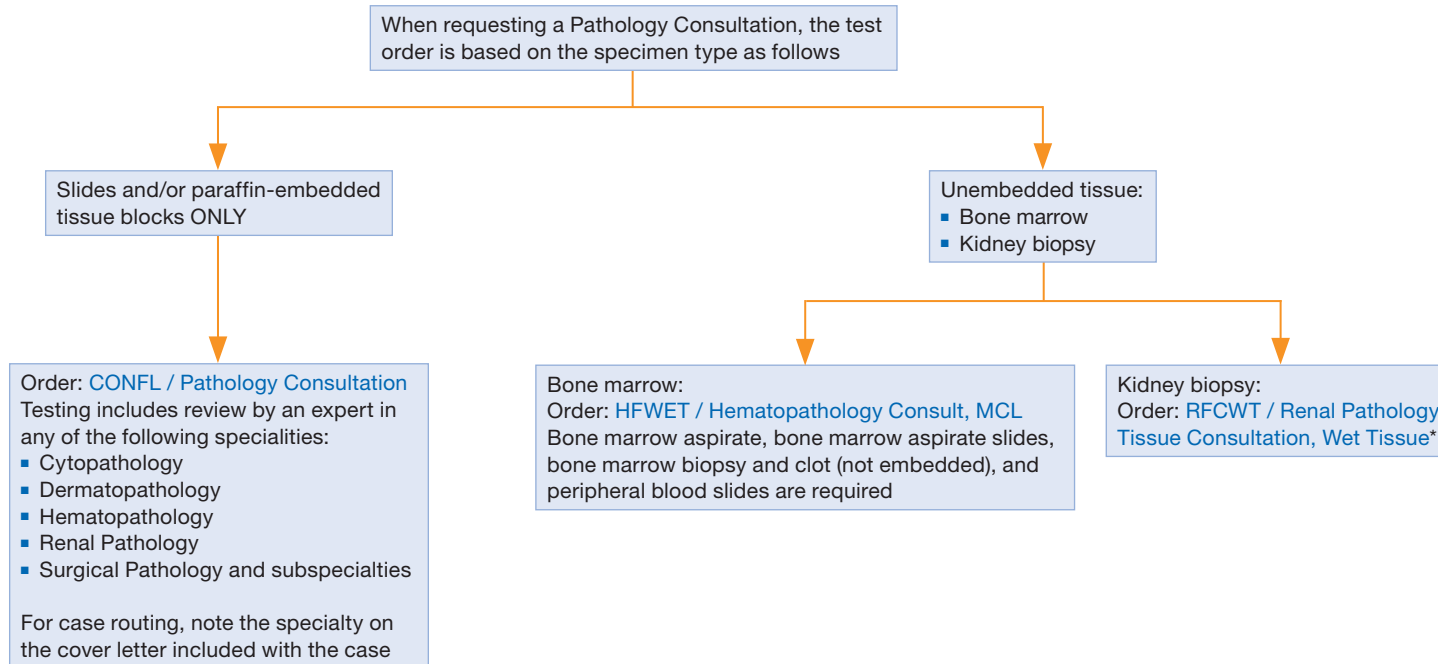 When requesting a Pathology Consultation, the test
order is based on the specimen type as follows
Slides and/or paraffin-embedded
tissue blocks ONLY
Unembedded tissue:
▪ Bone marrow
▪ Kidney biopsy
Order: CONFL / Pathology Consultation
Testing includes review by an expert in
any of the following specialities:
▪ Cytopathology
▪ Dermatopathology
▪ Hematopathology
▪ Renal Pathology
▪ Surgical Pathology and subspecialties
For case routing, note the specialty on
the cover letter included with the case
Bone marrow:
Order: HFWET / Hematopathology Consult, MCL
Bone marrow aspirate, bone marrow aspirate slides,
bone marrow biopsy and clot (not embedded), and
peripheral blood slides are required
Kidney biopsy:
Order: RFCWT / Renal Pathology
Tissue Consultation, Wet Tissue*